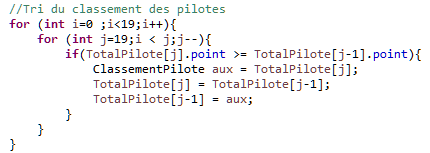 //Tri du classement des pilotes
for (int i=0 ;i<19;i++){
    for (int j=19;i < j;j--){
        if(TotalPilote[j].point >= TotalPilote[j-1].point){
            ClassementPilote aux = TotalPilote[j];
            TotalPilote[j] = TotalPilote[j-1];
            TotalPilote[j-1] = aux;
        }
    }
}